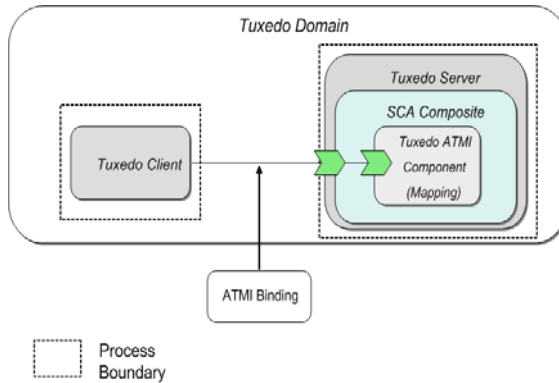 Tuxedo Domain
Tuxedo Server
SCA Composite
Tuxedo Client
Tuxedo ATMI
Component
(Mapping)
ATMI Binding
Process
Boundary